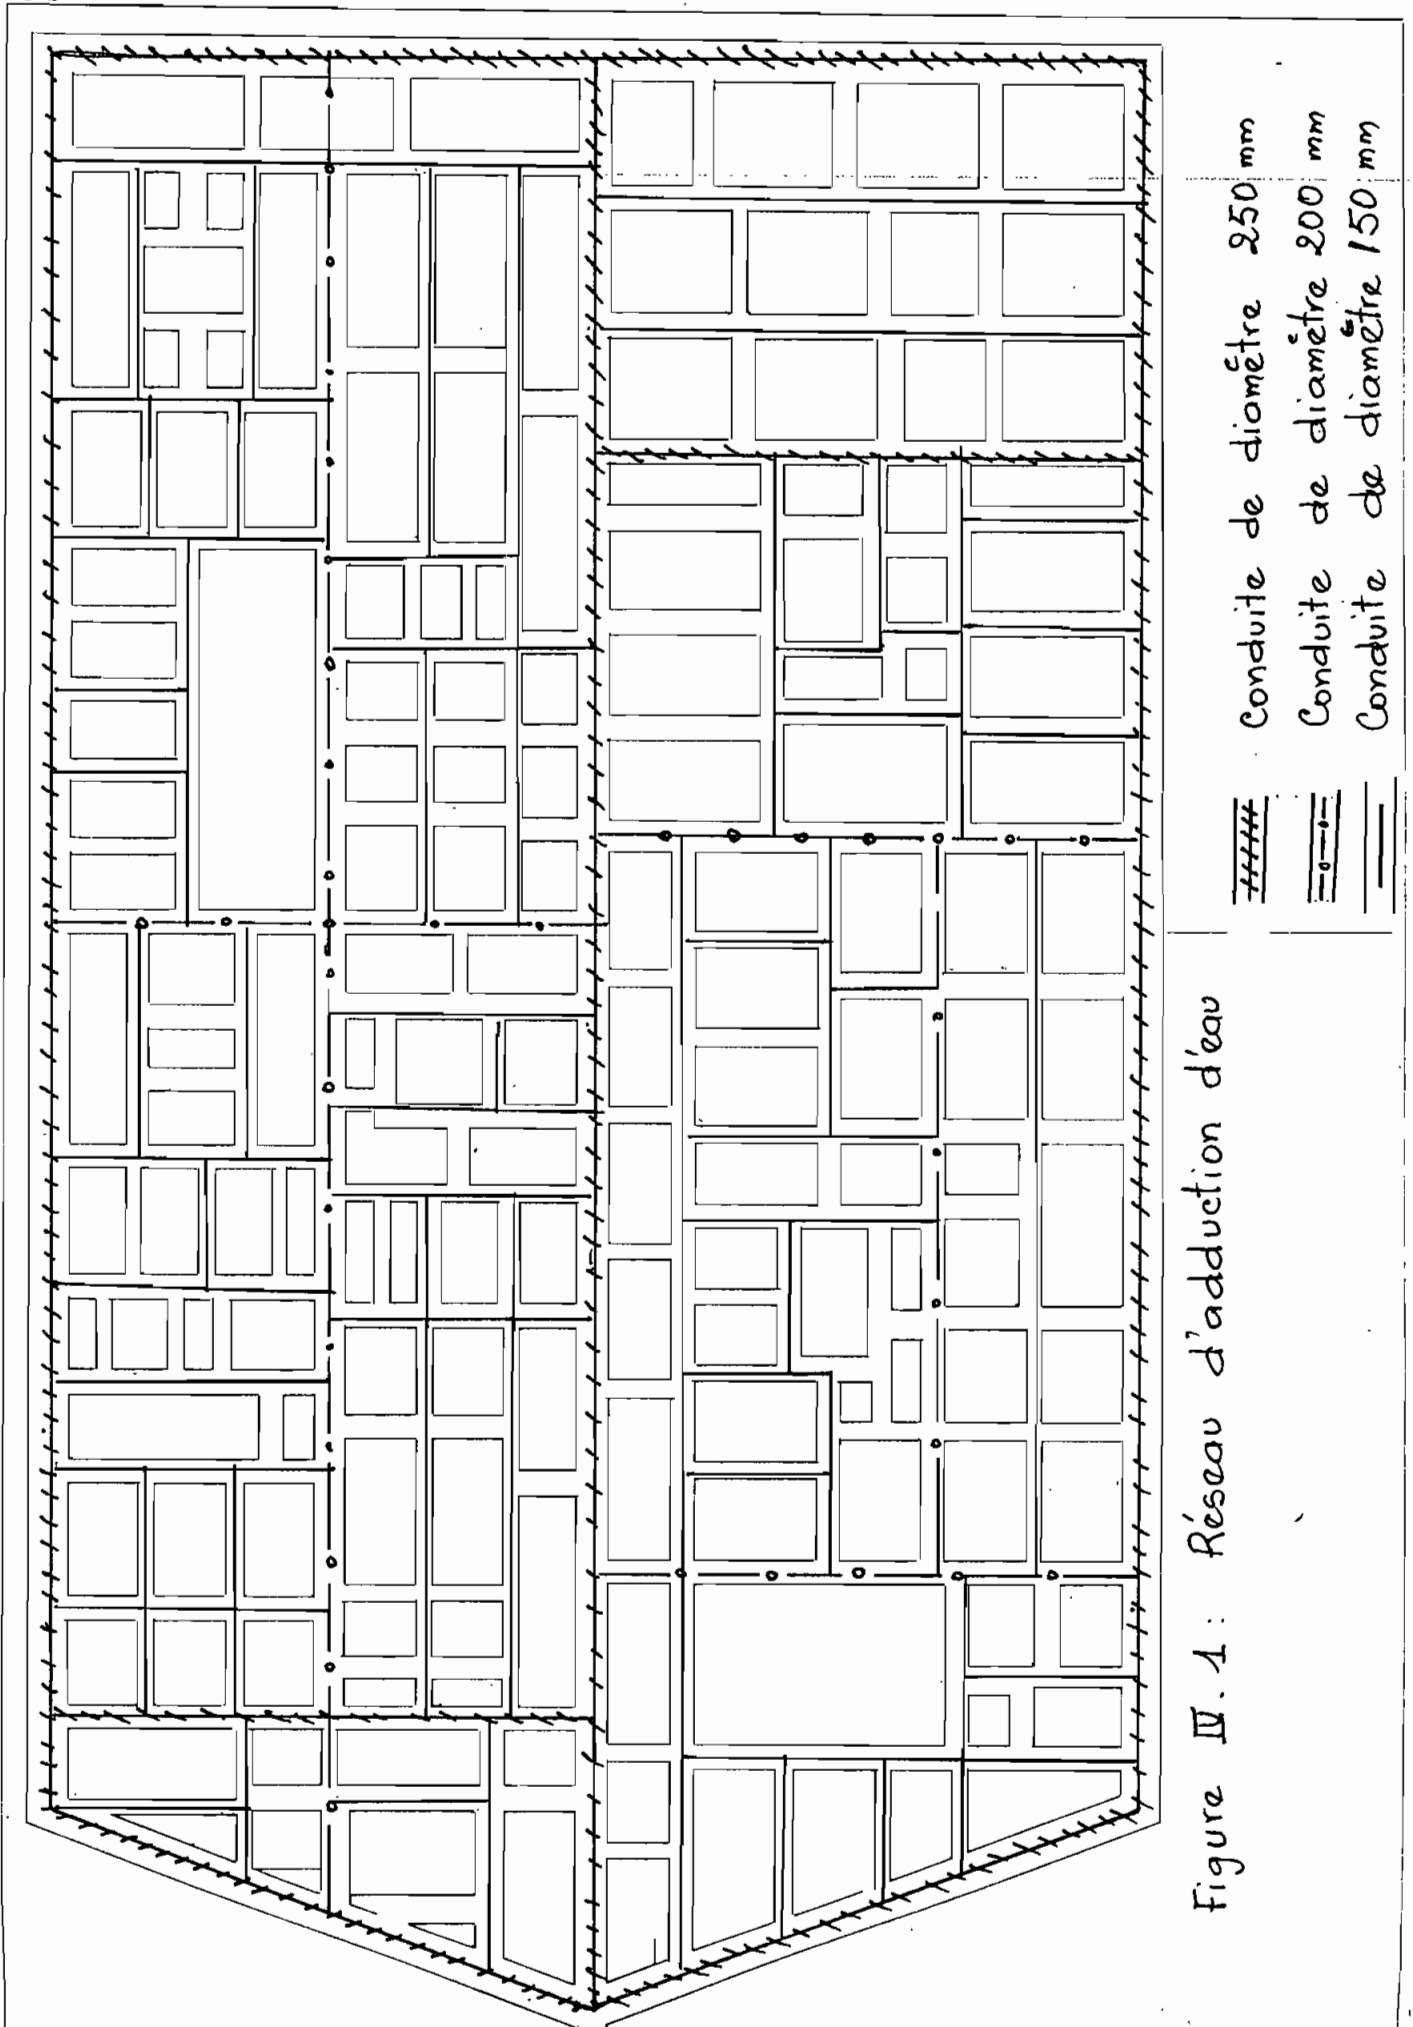 Conduite de diamètre 250 mm
Conduite de diamètre 200 mm
Conduite de diamètre 150 mm
Figure IV. 1 : Réseau d'adduction d'eau